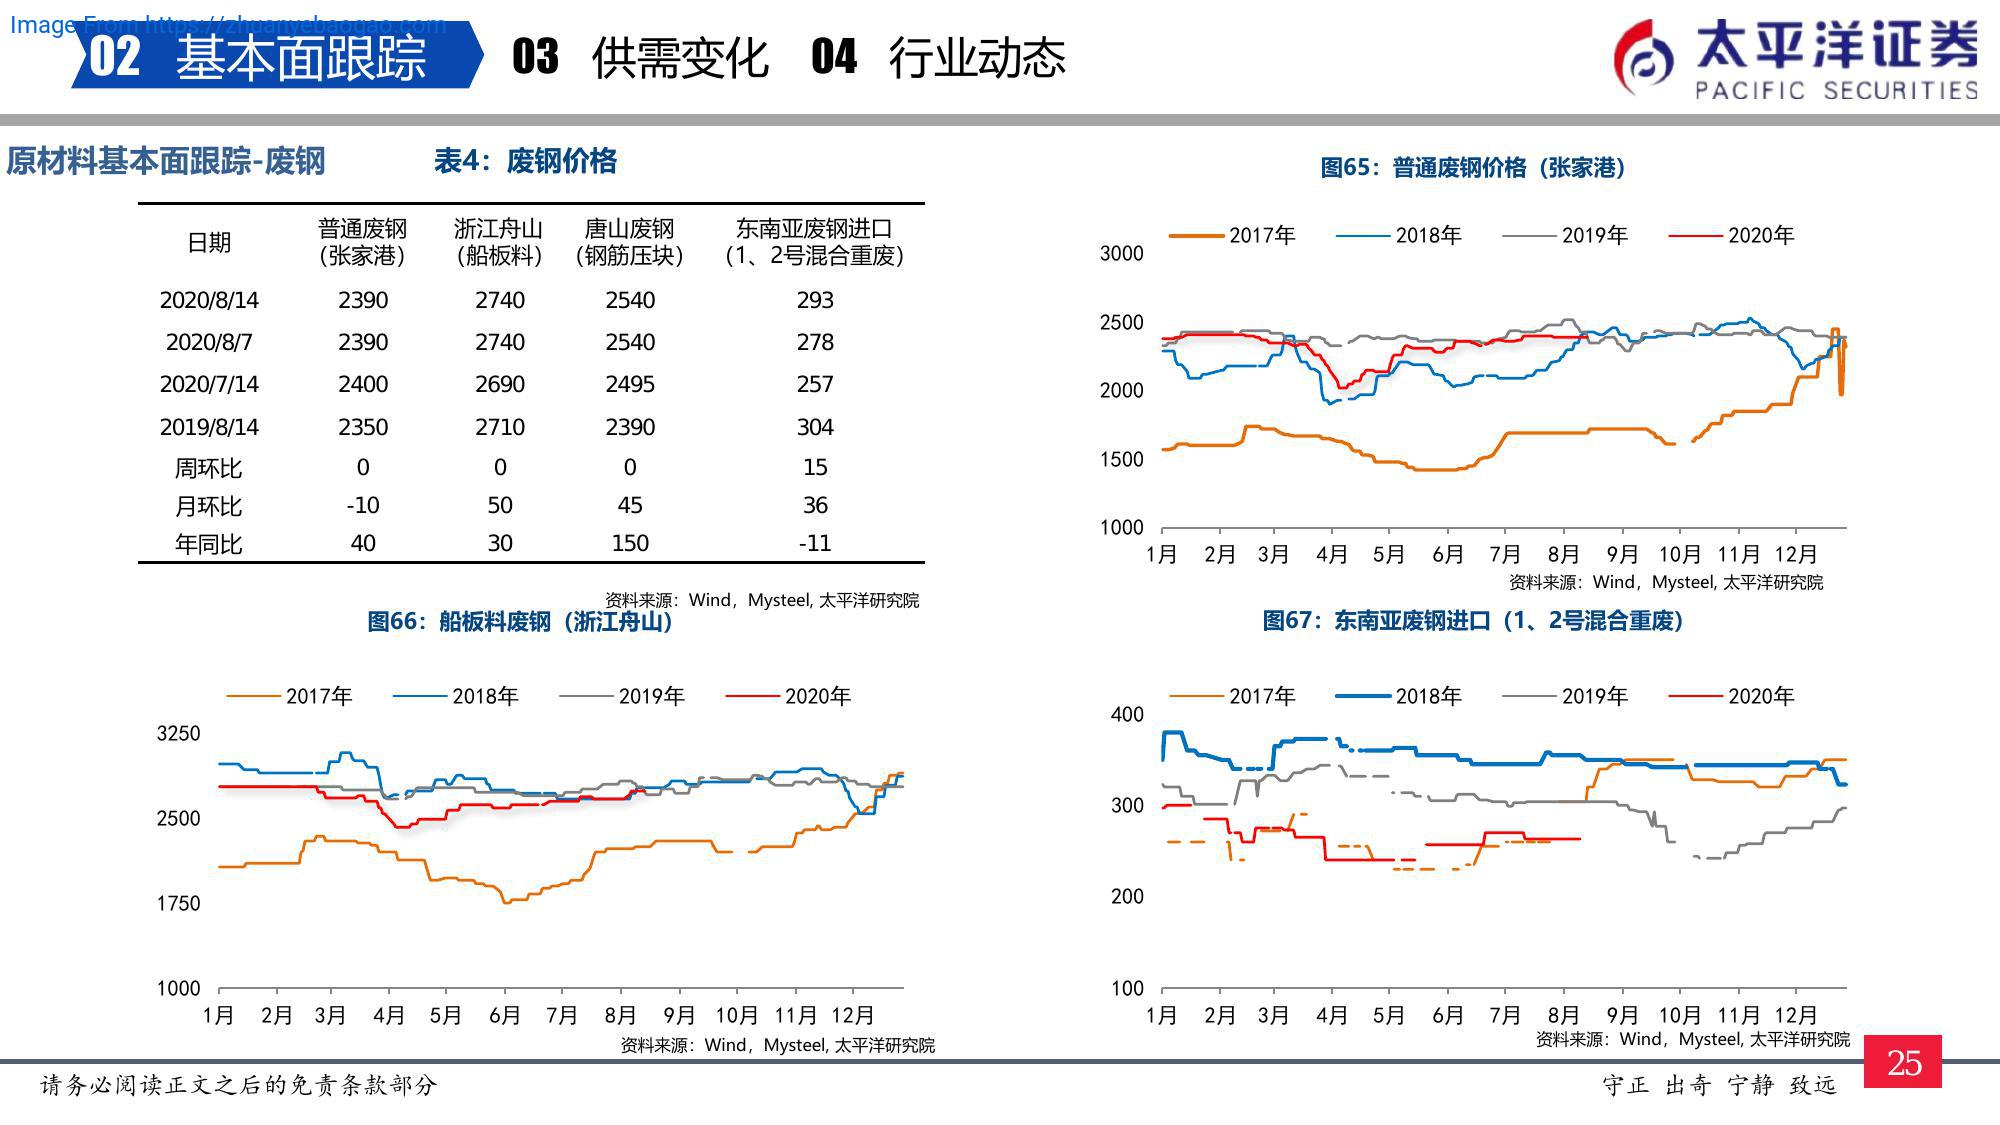 Image From https://zhuanyebaogao.com
02 基本面跟踪 03 供需变化 04 行业动态
太平洋证券
PACIFIC SECURITIES
原材料基本面跟踪-废钢
表4：废钢价格
日期 普通废钢（张家港） 浙江舟山（船板料） 唐山废钢（钢筋压块） 东南亚废钢进口（1、2号混合重废）
2020/8/14 2390 2740 2540 293
2020/8/7 2390 2740 2540 278
2020/7/14 2400 2690 2495 257
2019/8/14 2350 2710 2390 304
周环比 0 0 0 15
月环比 -10 50 45 36
年同比 40 30 150 -11
资料来源：Wind，Mysteel, 太平洋研究院
图65：普通废钢价格（张家港）
2017年 2018年 2019年 2020年
3000
2500
2000
1500
1000
1月 2月 3月 4月 5月 6月 7月 8月 9月 10月 11月 12月
资料来源：Wind，Mysteel, 太平洋研究院
图66：船板料废钢（浙江舟山）
2017年 2018年 2019年 2020年
3250
2500
1750
1000
1月 2月 3月 4月 5月 6月 7月 8月 9月 10月 11月 12月
资料来源：Wind，Mysteel, 太平洋研究院
图67：东南亚废钢进口（1、2号混合重废）
2017年 2018年 2019年 2020年
400
300
200
100
1月 2月 3月 4月 5月 6月 7月 8月 9月 10月 11月 12月
资料来源：Wind，Mysteel, 太平洋研究院
请务必阅读正文之后的免责条款部分
守正 出奇 宁静 致远
25